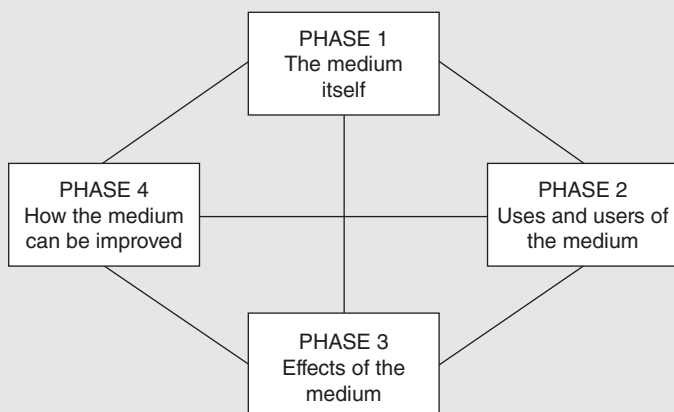 PHASE 1
The medium
itself
PHASE 4
How the medium
can be improved
PHASE 2
Uses and users of
the medium
PHASE 3
Effects of the
medium